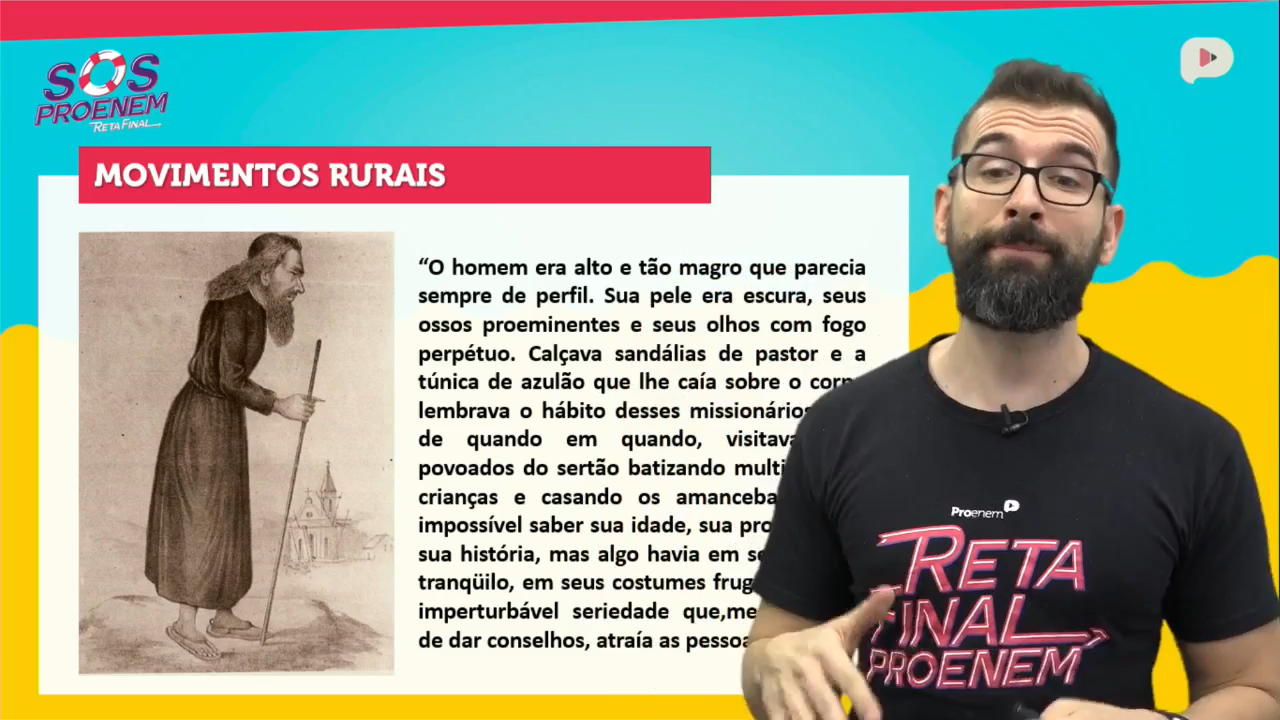 SOS
PROENEM
RETA FINAL
MOVIMENTOS RURAIS
“O homem era alto e tão magro que parecia
sempre de perfil. Sua pele era escura, seus
ossos proeminentes e seus olhos com fogo
perpétuo. Calçava sandálias de pastor e a
túnica de azulão que lhe caía sobre o
lembrava o hábito desses missionários
de quando em quando,
povoados do sertão batizando
crianças e casando os
impossível saber sua idade, sua
sua história, mas algo havia em
tranqüilo, em seus costumes
imperturbável seriedade que,
de dar conselhos, atraía as
Proenem
RETA
FINAL
PROENEM